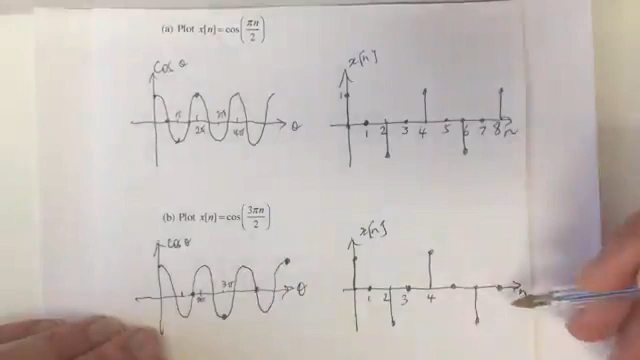 (a) Plot x[n]=cos(πn/2)
Cos θ
x[n]
π 2π 3π 4π θ
1
1 2 3 4 5 6 7 8 n
(b) Plot x[n]=cos(3πn/2)
Cos θ
x[n]
3π θ
1 2 3 4 n